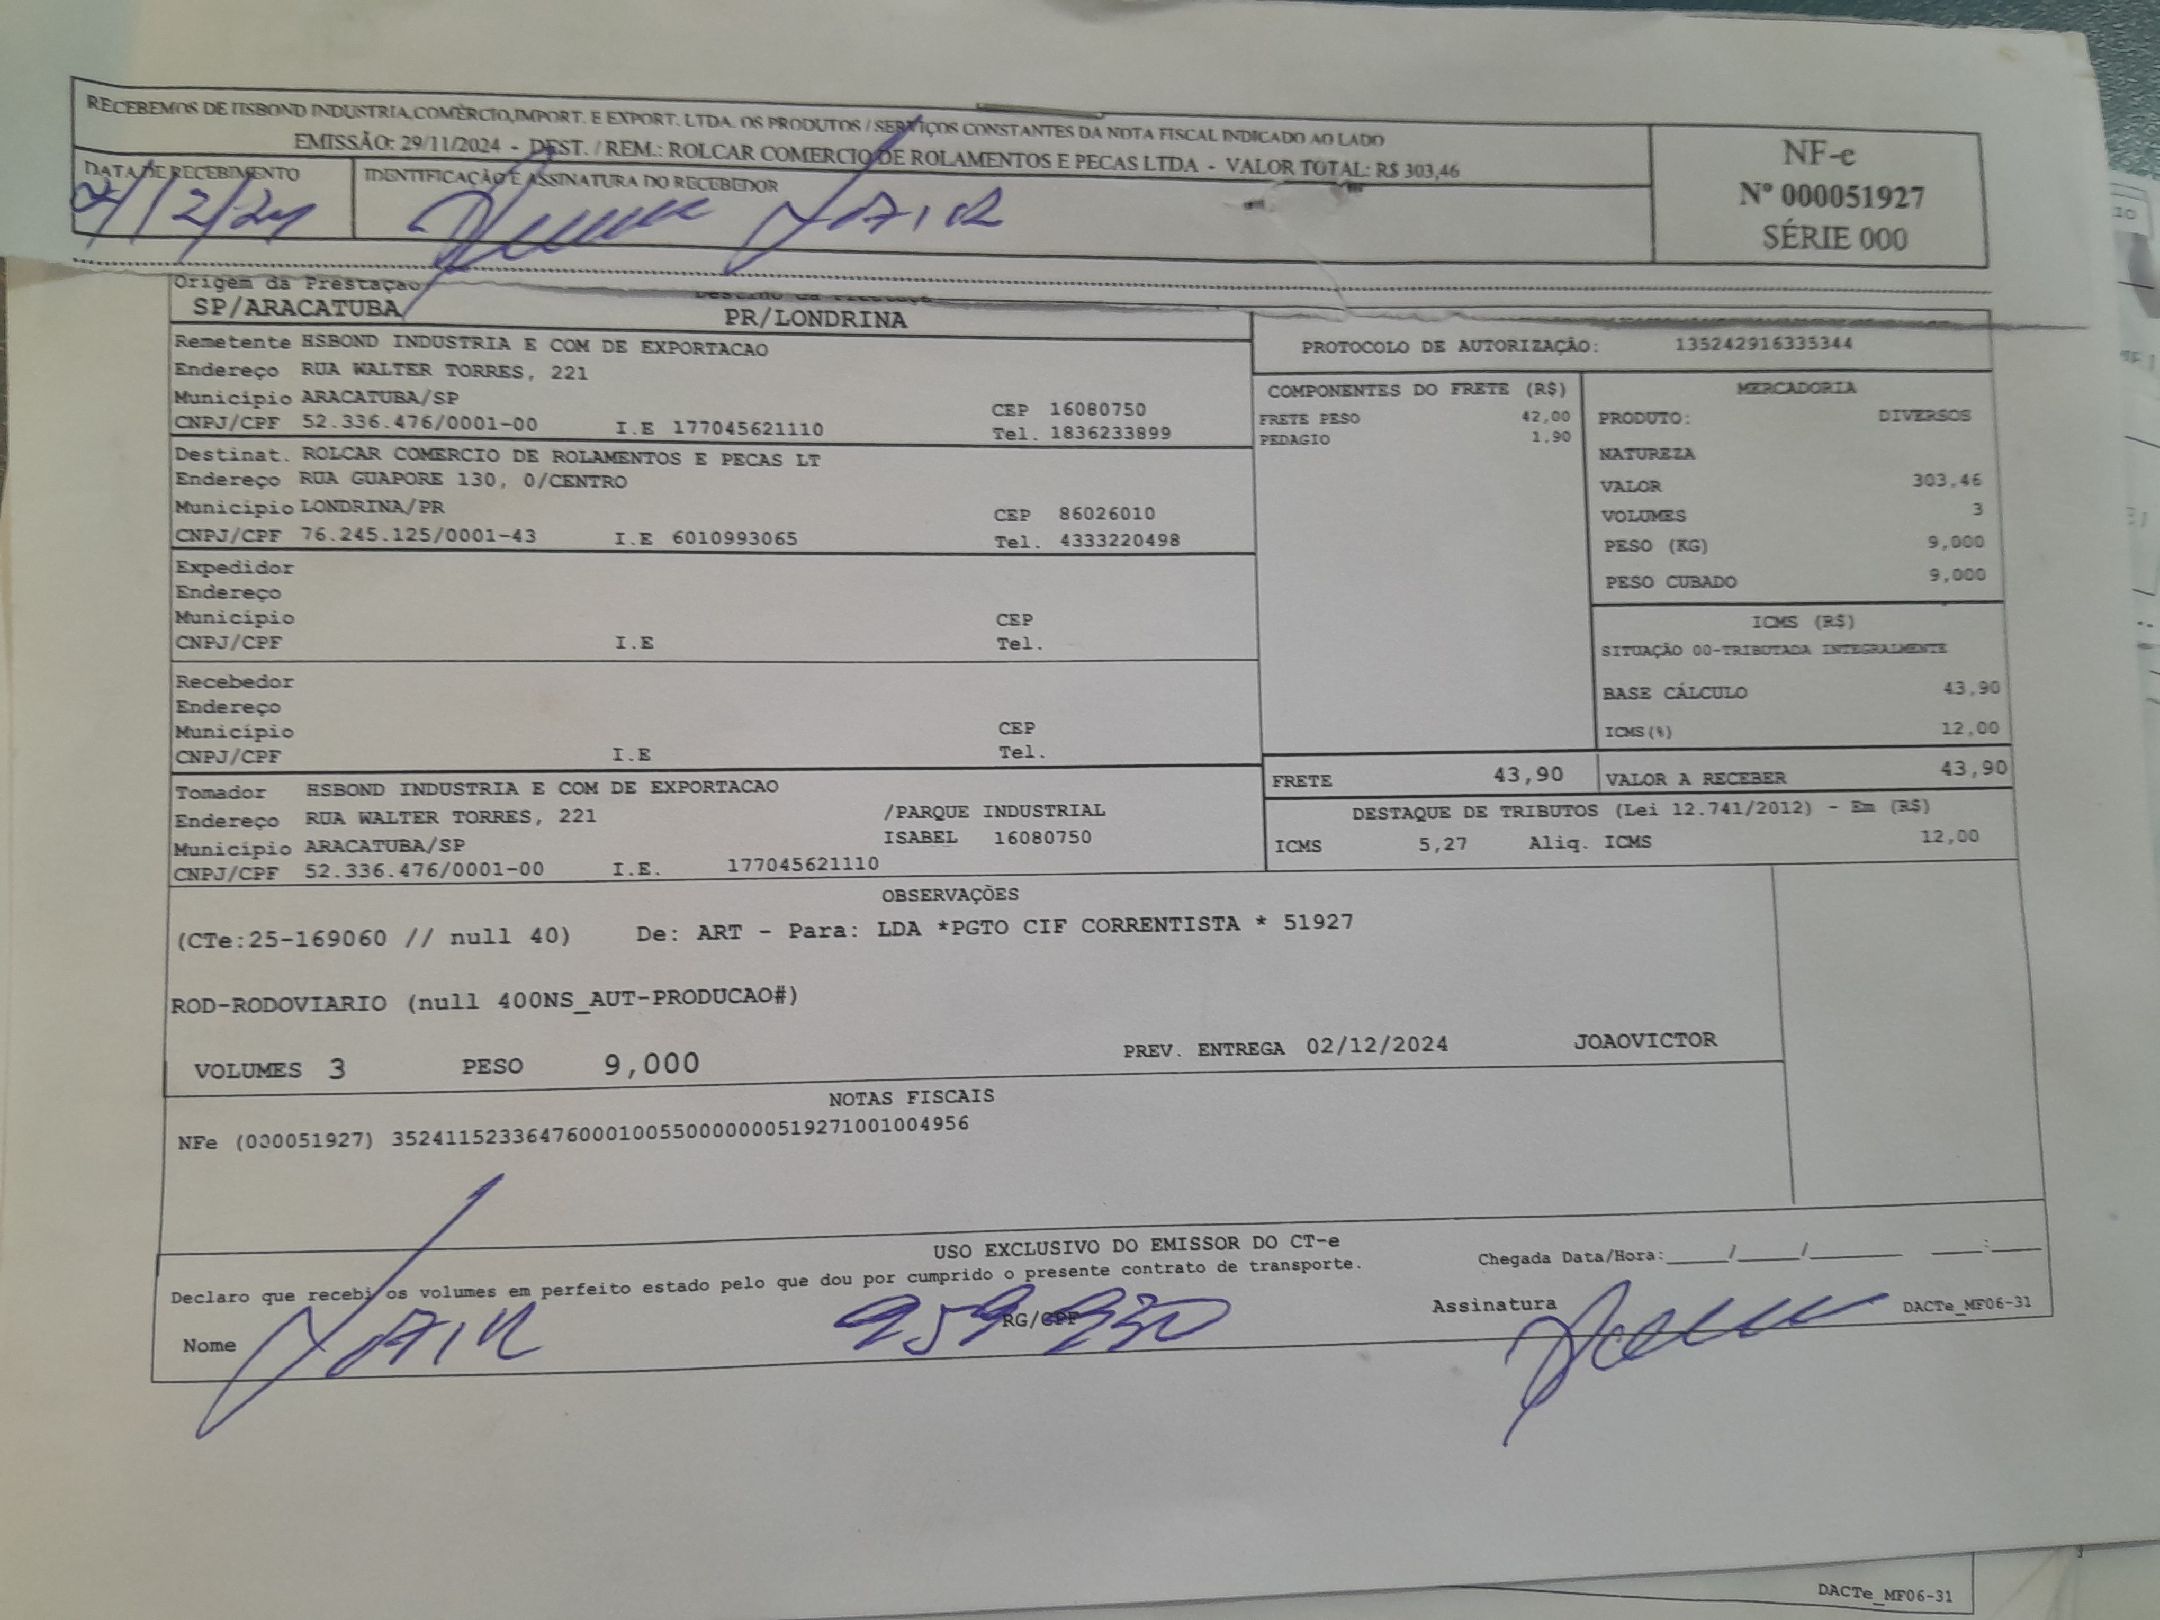 RECEBEMOS DE HSBOND INDUSTRIA,COMÈRCIO,IMPORT. E EXPORT. LTDA. OS PRODUTOS / SERVIÇOS CONSTANTES DA NOTA FISCAL INDICADO AO LADO
EMISSÃO: 29/11/2024 - DEST. / REM.: ROLCAR COMERCIO DE ROLAMENTOS E PECAS LTDA - VALOR TOTAL: R$ 303,46
DATA DE RECEBIMENTO IDENTIFICAÇÃO E ASSINATURA DO RECEBEDOR
/12/24
NF-e
Nº 000051927
SÉRIE 000
Origem da Prestação
SP/ARACATUBA PR/LONDRINA
Remetente HSBOND INDUSTRIA E COM DE EXPORTACAO
Endereço RUA WALTER TORRES, 221
Município ARACATUBA/SP CEP 16080750
CNPJ/CPF 52.336.476/0001-00 I.E 177045621110 Tel. 1836233899
Destinat. ROLCAR COMERCIO DE ROLAMENTOS E PECAS LT
Endereço RUA GUAPORE 130, 0/CENTRO
Município LONDRINA/PR CEP 86026010
CNPJ/CPF 76.245.125/0001-43 I.E 6010993065 Tel. 4333220498
Expedidor
Endereço
Município CEP
CNPJ/CPF I.E Tel.
Recebedor
Endereço
Município CEP
CNPJ/CPF I.E Tel.
Tomador HSBOND INDUSTRIA E COM DE EXPORTACAO
Endereço RUA WALTER TORRES, 221 /PARQUE INDUSTRIAL
Município ARACATUBA/SP ISABEL 16080750
CNPJ/CPF 52.336.476/0001-00 I.E. 177045621110
PROTOCOLO DE AUTORIZAÇÃO: 135242916335344
COMPONENTES DO FRETE (R$)
FRETE PESO 42,00
PEDAGIO 1,90
MERCADORIA
PRODUTO: DIVERSOS
NATUREZA
VALOR 303,46
VOLUMES 3
PESO (KG) 9,000
PESO CUBADO 9,000
ICMS (R$)
SITUAÇÃO 00-TRIBUTADA INTEGRALMENTE
BASE CÁLCULO 43,90
ICMS(%) 12,00
FRETE 43,90 VALOR A RECEBER 43,90
DESTAQUE DE TRIBUTOS (Lei 12.741/2012) - Em (R$)
ICMS 5,27 Aliq. ICMS 12,00
OBSERVAÇÕES
(CTe:25-169060 // null 40) De: ART - Para: LDA *PGTO CIF CORRENTISTA * 51927
ROD-RODOVIARIO (null 400NS_AUT-PRODUCAO#)
VOLUMES 3 PESO 9,000 PREV. ENTREGA 02/12/2024 JOAOVICTOR
NOTAS FISCAIS
NFe (000051927) 35241152336476000100550000000519271001004956
USO EXCLUSIVO DO EMISSOR DO CT-e
Declaro que recebi os volumes em perfeito estado pelo que dou por cumprido o presente contrato de transporte.
Chegada Data/Hora:____/____/______ ___:___
Nome RG/CPF Assinatura DACTe_MF06-31
DACTe_MF06-31